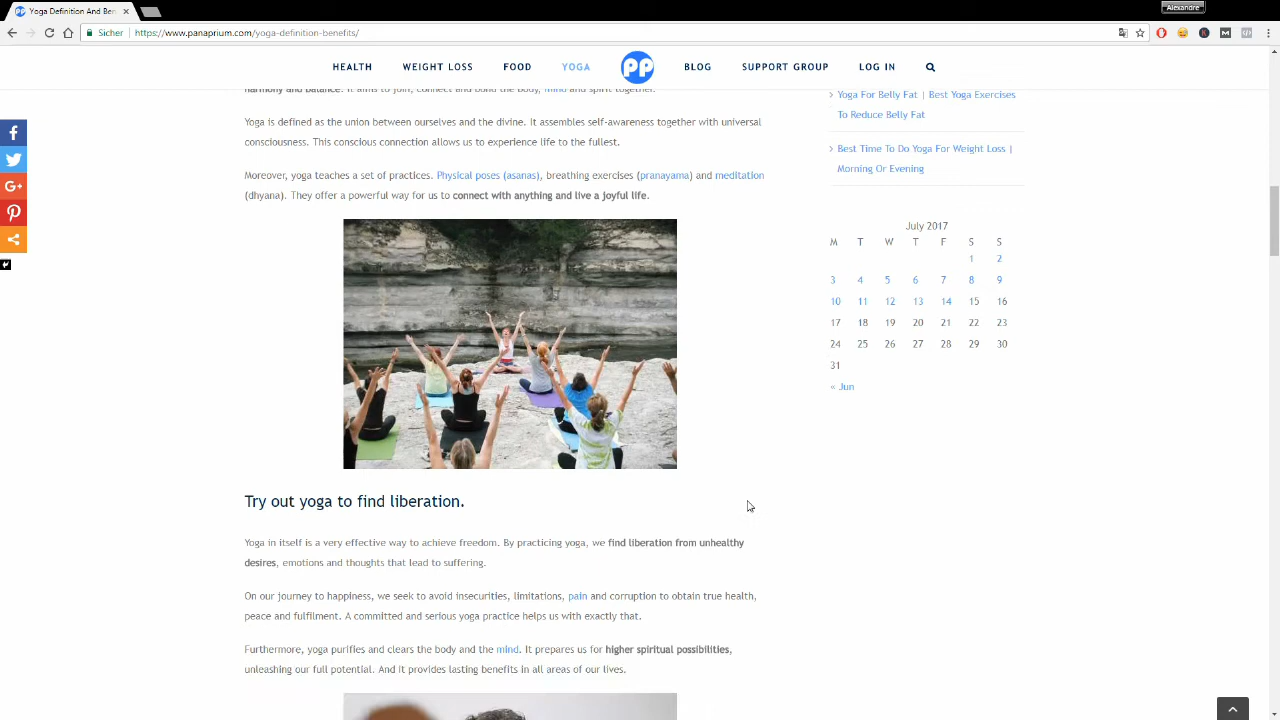 Yoga Definition And Ben
Alexandre
Sicher
https://www.panaprium.com/yoga-definition-benefits/
HEALTH WEIGHT LOSS FOOD YOGA PP BLOG SUPPORT GROUP LOG IN
harmony and balance. It aims to join, connect and bond the body, mind and spirit together.
Yoga is defined as the union between ourselves and the divine. It assembles self-awareness together with universal
consciousness. This conscious connection allows us to experience life to the fullest.
Moreover, yoga teaches a set of practices. Physical poses (asanas), breathing exercises (pranayama) and meditation
(dhyana). They offer a powerful way for us to connect with anything and live a joyful life.
Try out yoga to find liberation.
Yoga in itself is a very effective way to achieve freedom. By practicing yoga, we find liberation from unhealthy
desires, emotions and thoughts that lead to suffering.
On our journey to happiness, we seek to avoid insecurities, limitations, pain and corruption to obtain true health,
peace and fulfilment. A committed and serious yoga practice helps us with exactly that.
Furthermore, yoga purifies and clears the body and the mind. It prepares us for higher spiritual possibilities,
unleashing our full potential. And it provides lasting benefits in all areas of our lives.
Yoga For Belly Fat | Best Yoga Exercises
To Reduce Belly Fat
Best Time To Do Yoga For Weight Loss |
Morning Or Evening
July 2017
M T W T F S S
1 2
3 4 5 6 7 8 9
10 11 12 13 14 15 16
17 18 19 20 21 22 23
24 25 26 27 28 29 30
31
« Jun